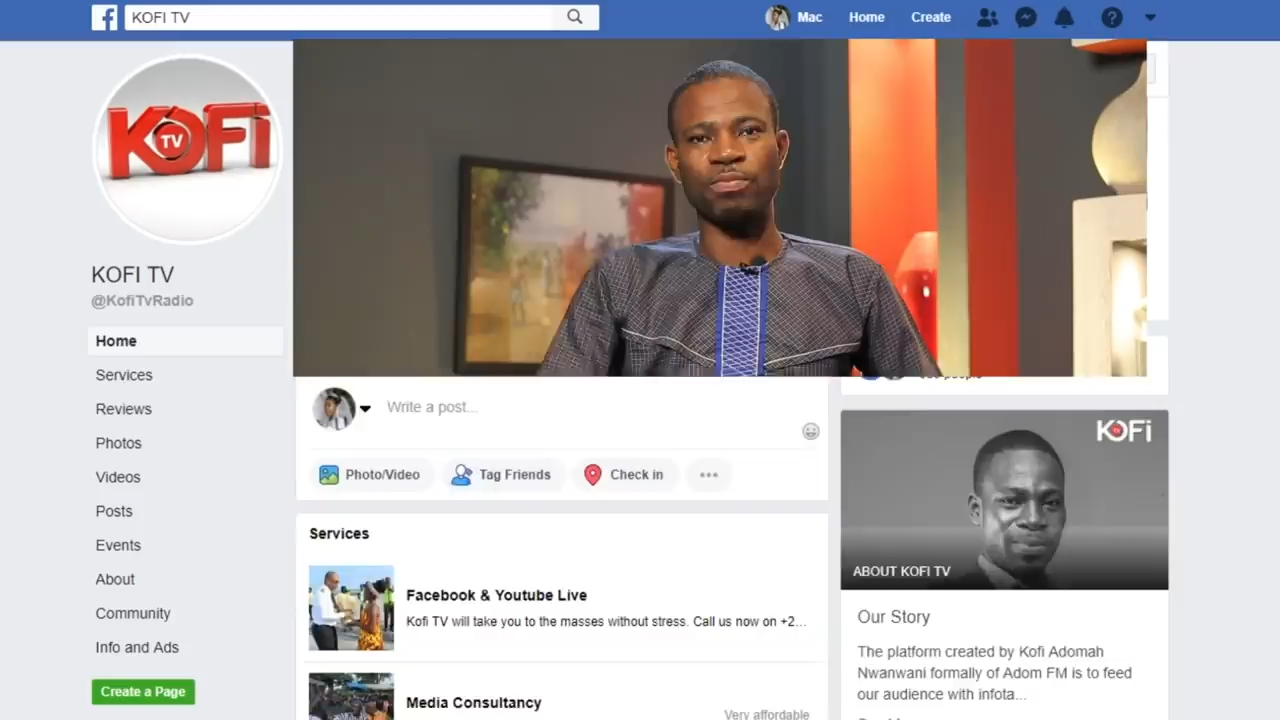 KOFI TV
Mac
Home
Create
KOFI
TV
KOFI TV
@KofiTvRadio
Home
Services
Reviews
Photos
Videos
Posts
Events
About
Community
Info and Ads
Create a Page
Write a post...
Photo/Video
Tag Friends
Check in
Services
Facebook & Youtube Live
Kofi TV will take you to the masses without stress. Call us now on +2...
Media Consultancy
Very affordable
people
KOFI
ABOUT KOFI TV
Our Story
The platform created by Kofi Adomah
Nwanwani formally of Adom FM is to feed
our audience with infota...